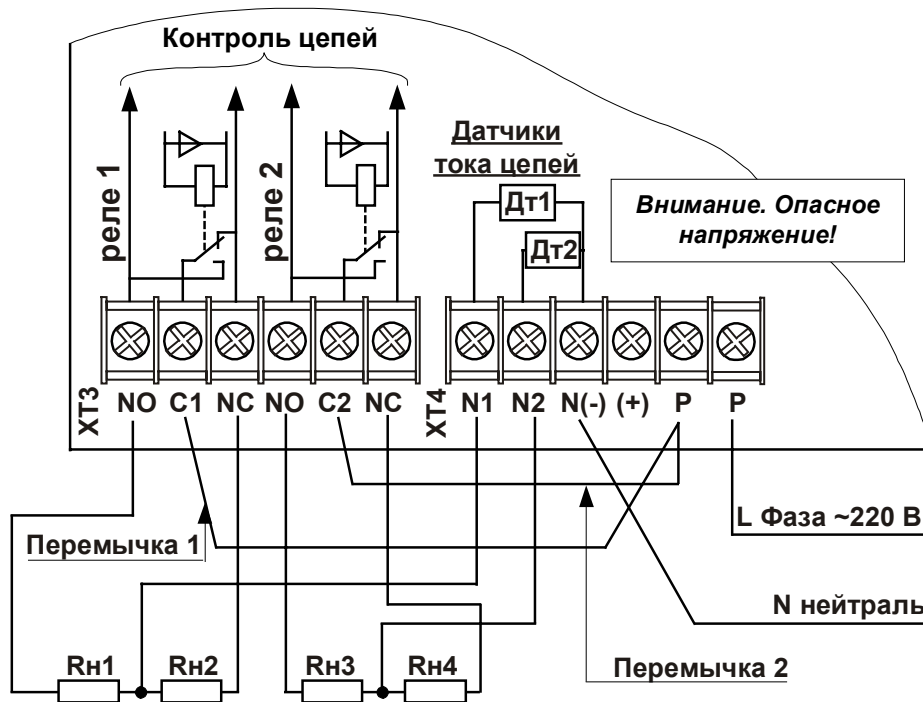 Контроль цепей
реле 1
реле 2
Датчики
тока цепей
Дт1
Дт2
Внимание. Опасное
напряжение!
XT3
NO C1 NC NO C2 NC
XT4
N1 N2 N(-) (+) P P
L Фаза ~220 В
Перемычка 1
N нейтраль
Rн1 Rн2 Rн3 Rн4
Перемычка 2